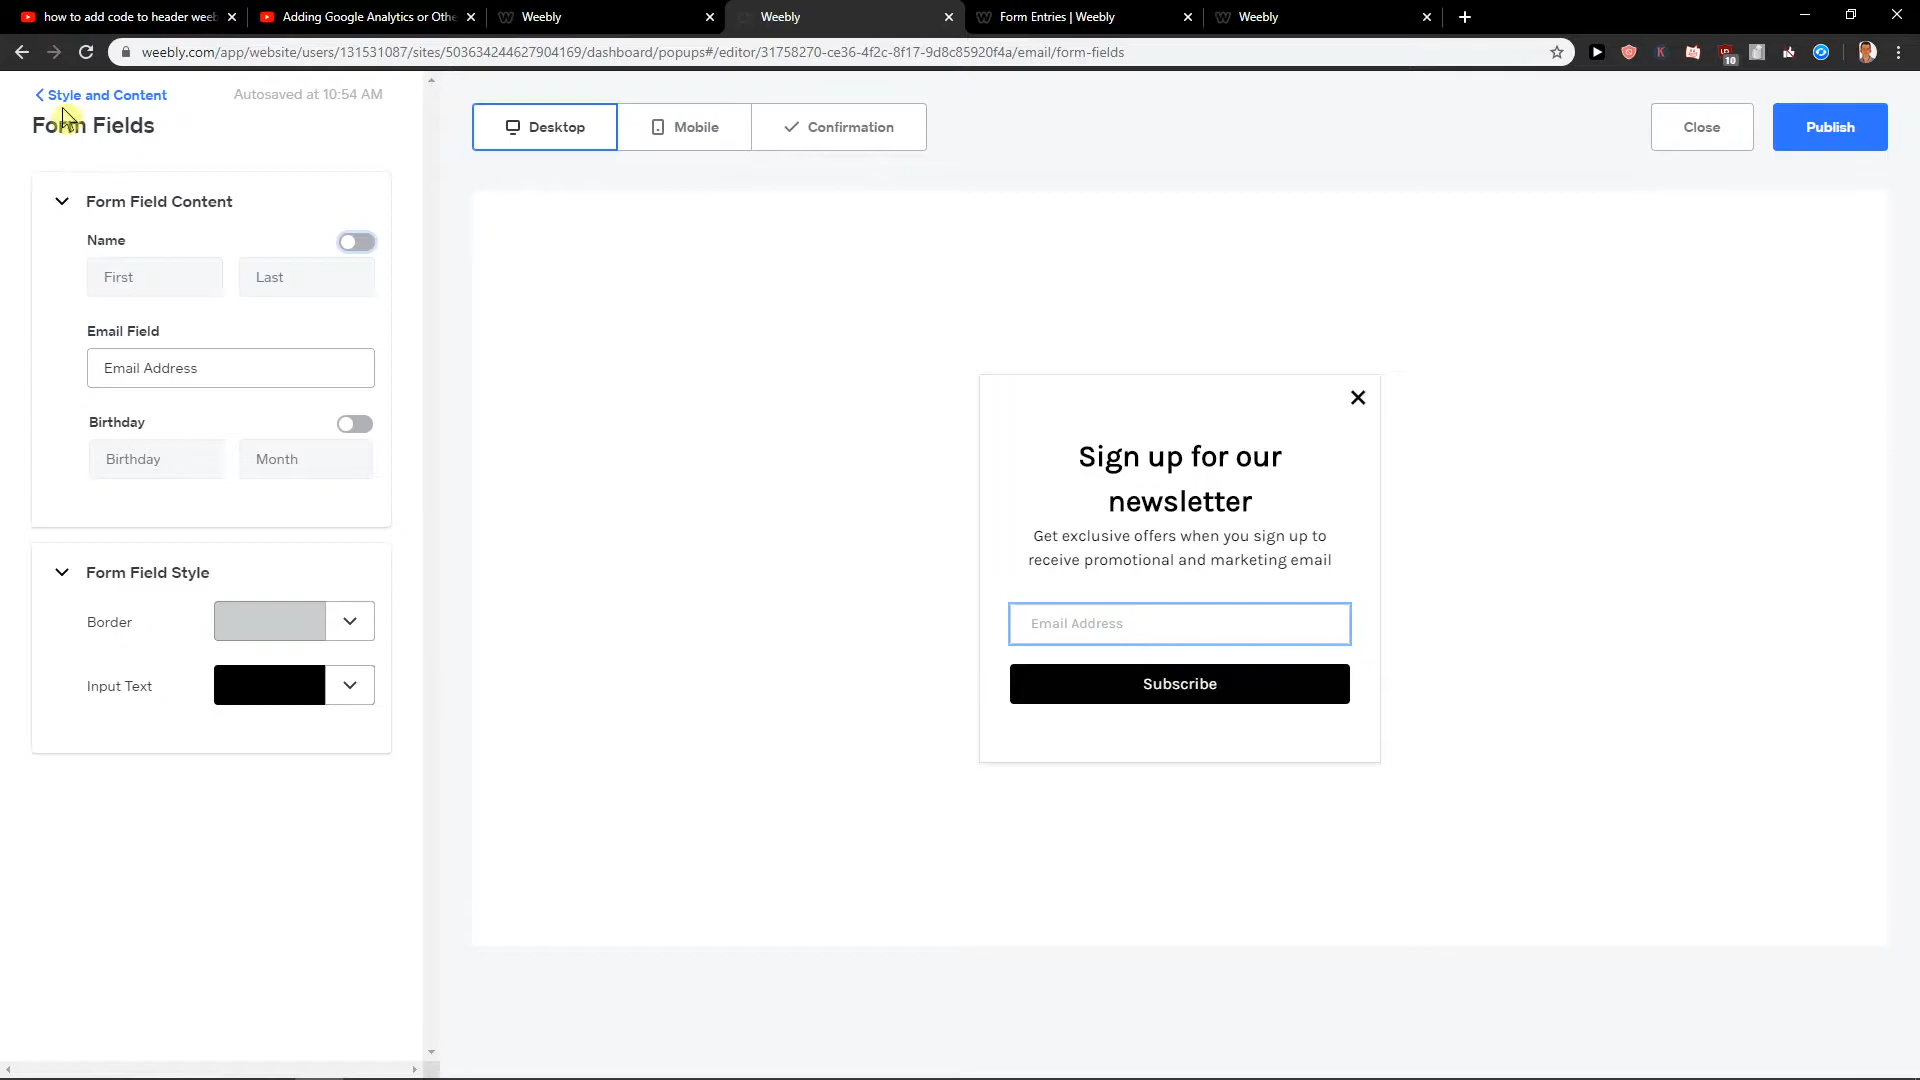 how to add code to header weeb
Adding Google Analytics or Othe
Weebly
Weebly
Form Entries | Weebly
Weebly
weebly.com/app/website/users/131531087/sites/503634244627904169/dashboard/popups#/editor/31758270-ce36-4f2c-8f17-9d8c85920f4a/email/form-fields
10
Style and Content
Autosaved at 10:54 AM
Form Fields
Form Field Content
Name
First
Last
Email Field
Email Address
Birthday
Birthday
Month
Form Field Style
Border
Input Text
Desktop
Mobile
Confirmation
Close
Publish
Sign up for our
newsletter
Get exclusive offers when you sign up to
receive promotional and marketing email
Email Address
Subscribe